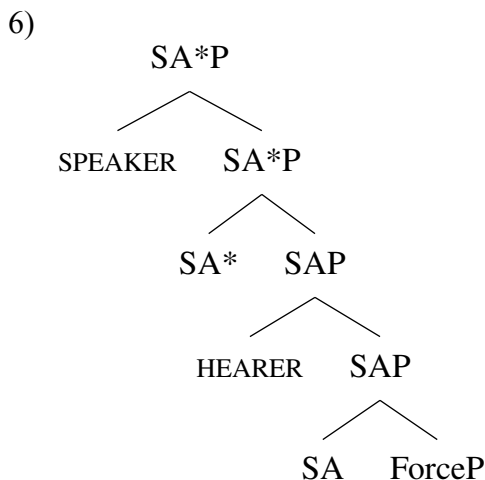 6)
SA*P
SPEAKER SA*P
SA* SAP
HEARER SAP
SA ForceP